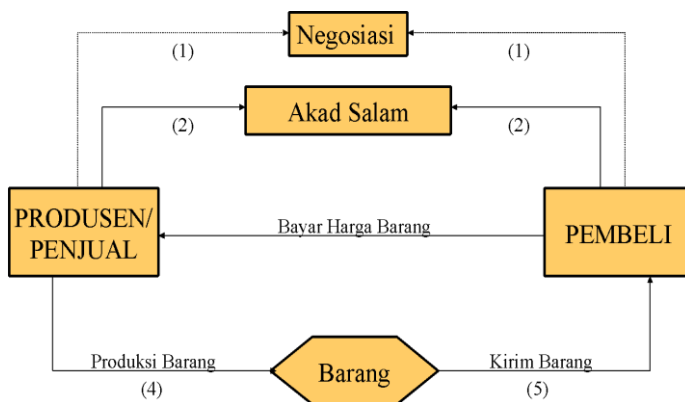 Negosiasi
(1)
(1)
Akad Salam
(2)
(2)
PRODUSEN/
PENJUAL
Bayar Harga Barang
PEMBELI
Produksi Barang
(4)
Barang
Kirim Barang
(5)